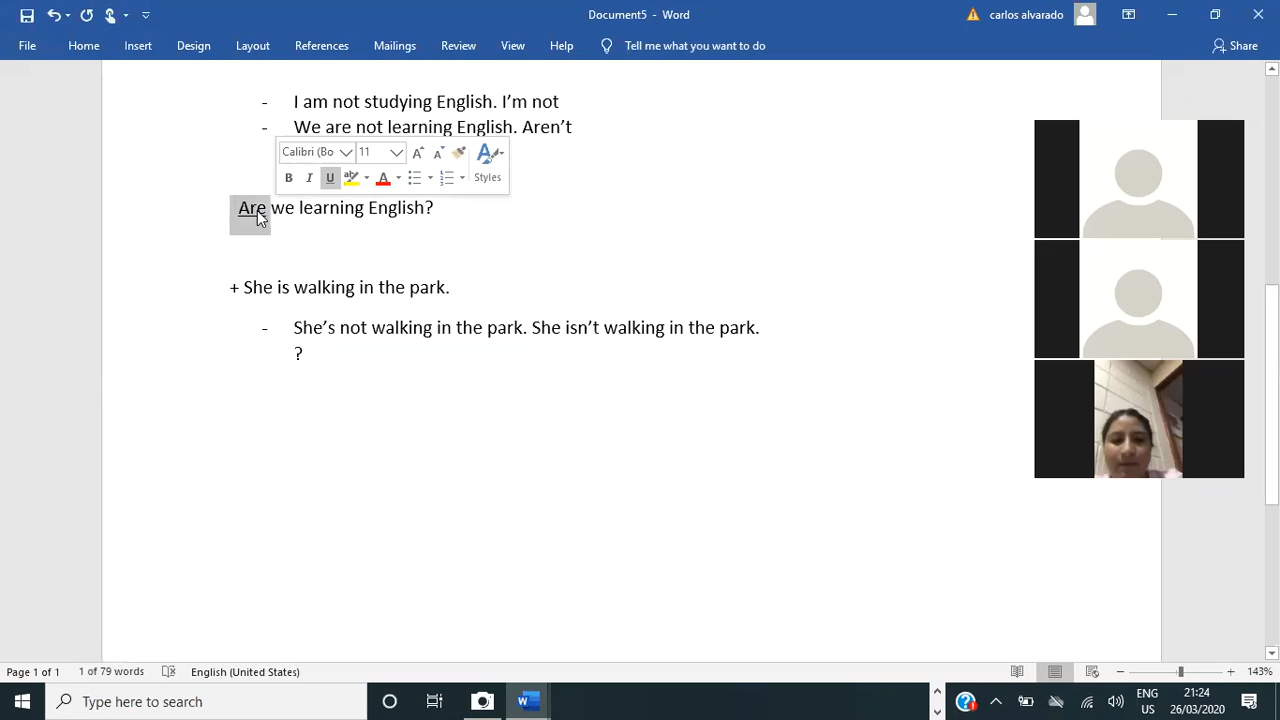 Document5 - Word
carlos alvarado
File Home Insert Design Layout References Mailings Review View Help Tell me what you want to do Share
- I am not studying English. I'm not
- We are not learning English. Aren't
Calibri (Bo 11
B I U ab A Styles
Are we learning English?
+ She is walking in the park.
- She's not walking in the park. She isn't walking in the park.
?
Page 1 of 1 1 of 79 words English (United States) 143%
Type here to search
ENG 21:24
US 26/03/2020